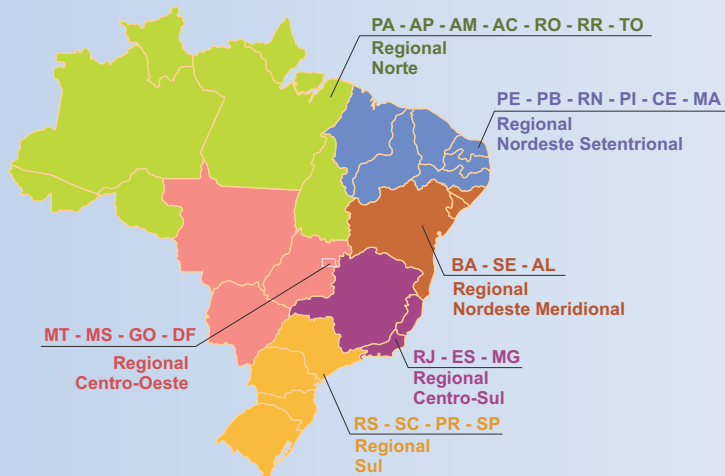 PA - AP - AM - AC - RO - RR - TO
Regional
Norte
PE - PB - RN - PI - CE - MA
Regional
Nordeste Setentrional
BA - SE - AL
Regional
Nordeste Meridional
MT - MS - GO - DF
Regional
Centro-Oeste
RJ - ES - MG
Regional
Centro-Sul
RS - SC - PR - SP
Regional
Sul